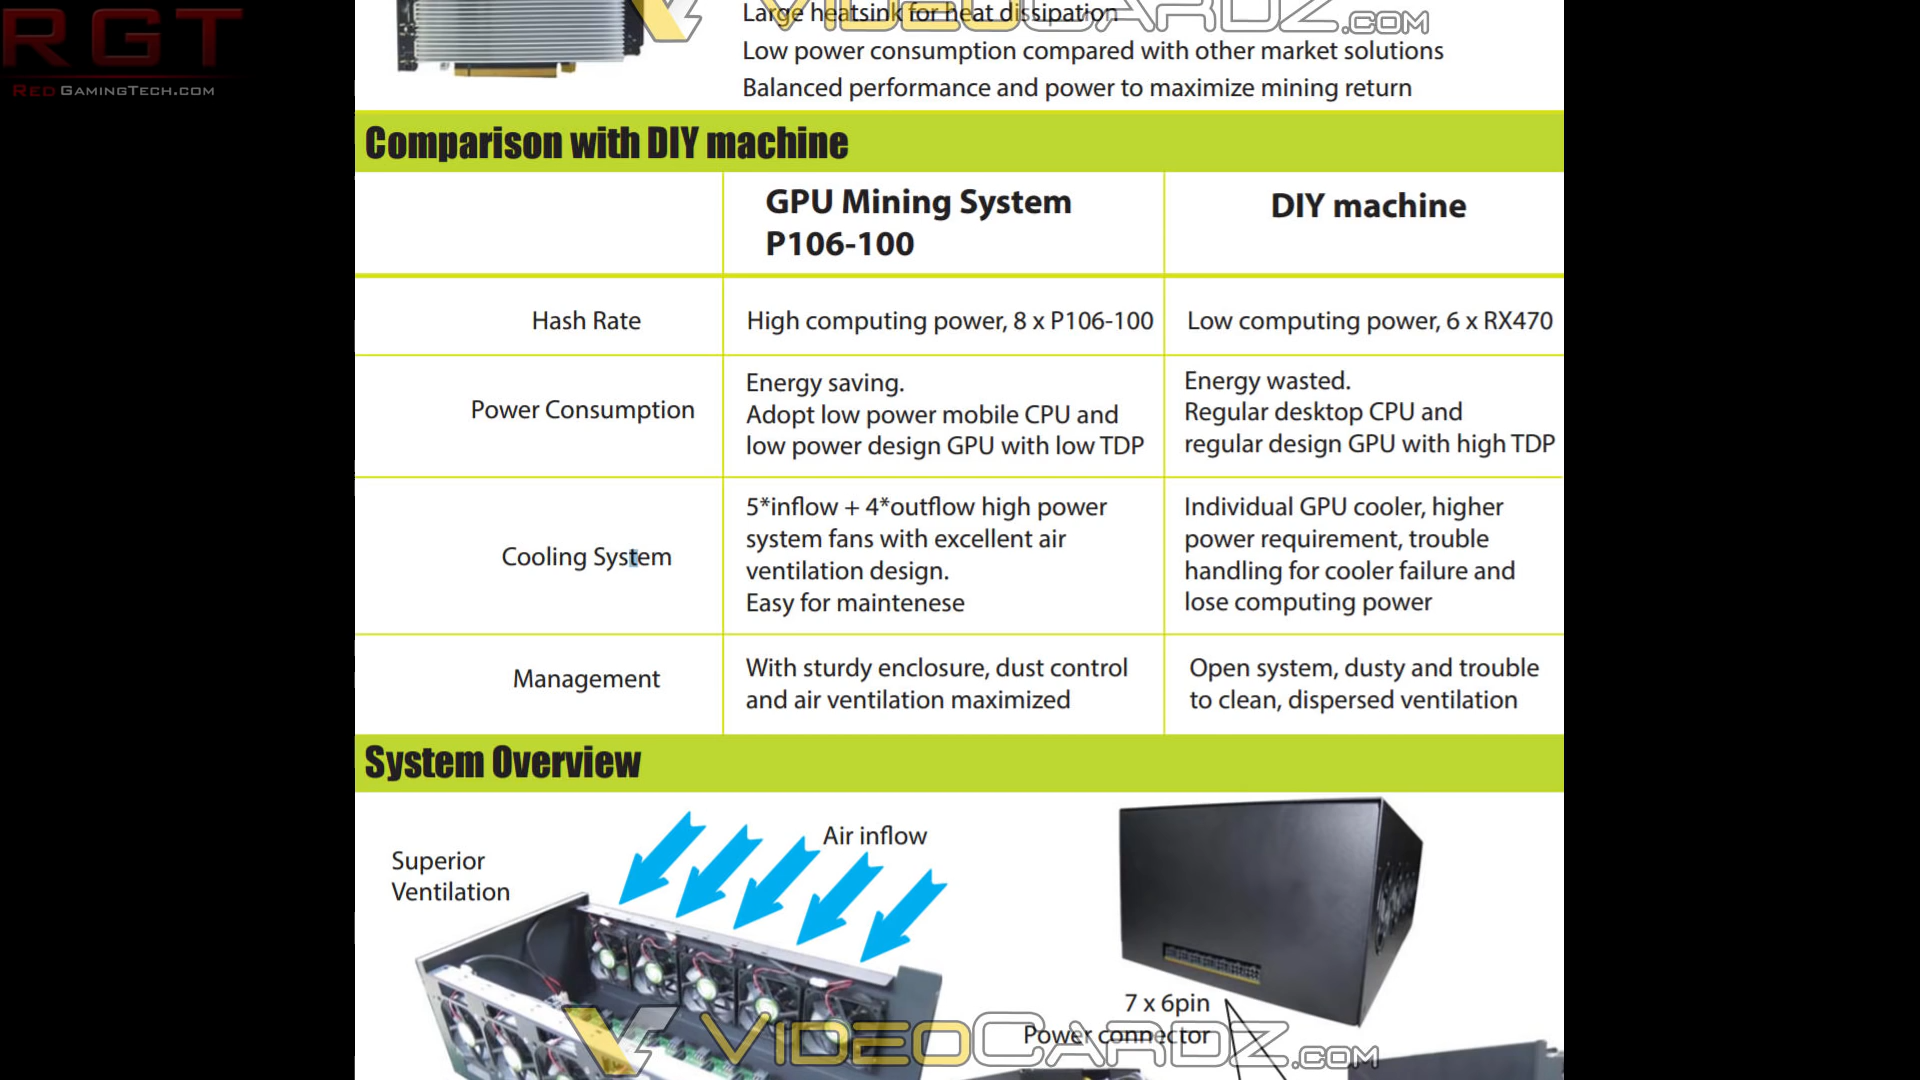 RGT
RED GAMINGTECH.COM
VIDEOCARDZ.COM
Large heatsink for heat dissipation
Low power consumption compared with other market solutions
Balanced performance and power to maximize mining return
Comparison with DIY machine
GPU Mining System
P106-100
DIY machine
Hash Rate
High computing power, 8 x P106-100
Low computing power, 6 x RX470
Power Consumption
Energy saving.
Adopt low power mobile CPU and
low power design GPU with low TDP
Energy wasted.
Regular desktop CPU and
regular design GPU with high TDP
Cooling System
5*inflow + 4*outflow high power
system fans with excellent air
ventilation design.
Easy for maintenese
Individual GPU cooler, higher
power requirement, trouble
handling for cooler failure and
lose computing power
Management
With sturdy enclosure, dust control
and air ventilation maximized
Open system, dusty and trouble
to clean, dispersed ventilation
System Overview
Superior
Ventilation
Air inflow
7 x 6pin
Power connector
VIDEOCARDZ.COM